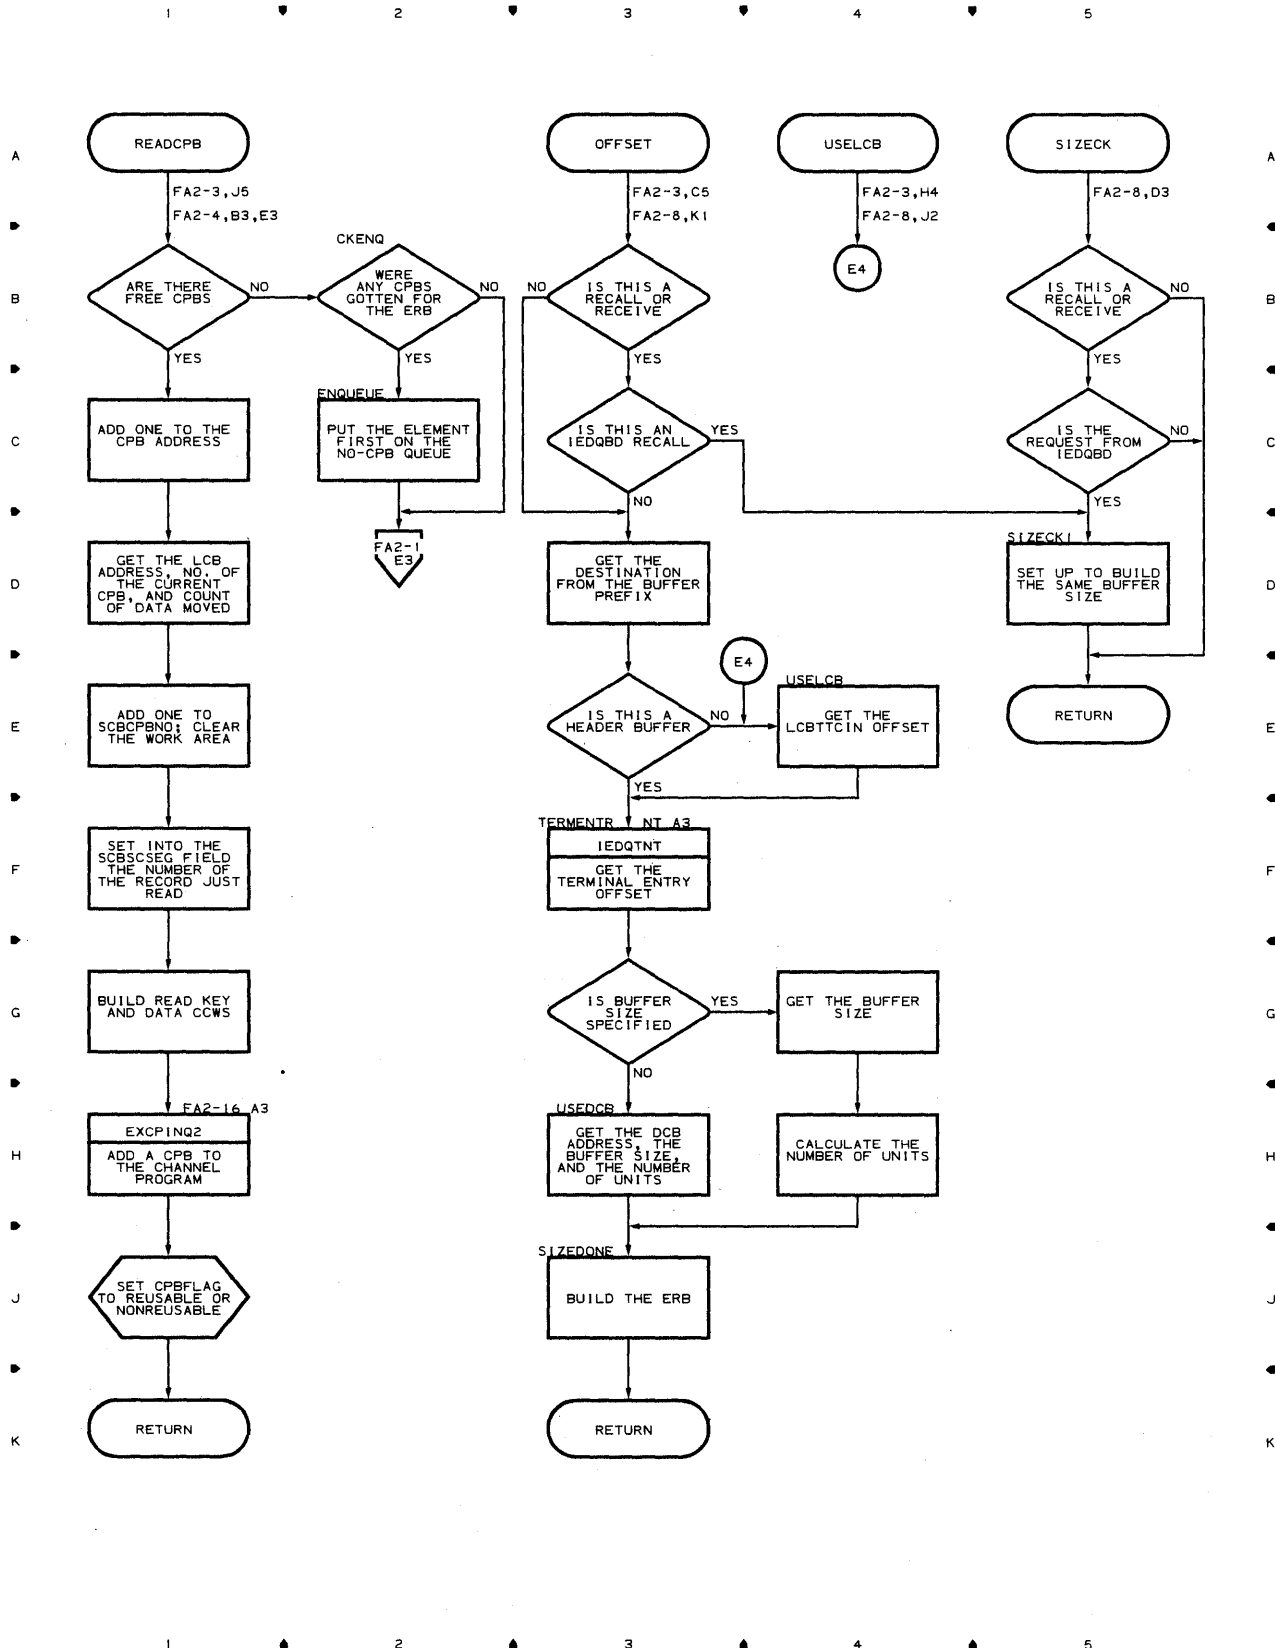 1 2 3 4 5
A A
READCPB
OFFSET
USELCB
SIZECK
FA2-3,J5
FA2-4,B3,E3
FA2-3,C5
FA2-8,K1
FA2-3,H4
FA2-8,J2
FA2-8,D3
B B
ARE THERE
FREE CPBS
NO
YES
CKENQ
WERE
ANY CPBS
GOTTEN FOR
THE ERB
NO
YES
NO
IS THIS A
RECALL OR
RECEIVE
YES
E4
IS THIS A
RECALL OR
RECEIVE
NO
YES
C C
ADD ONE TO THE
CPB ADDRESS
ENQUEUE
PUT THE ELEMENT
FIRST ON THE
NO-CPB QUEUE
IS THIS AN
IEDQBD RECALL
YES
NO
IS THE
REQUEST FROM
IEDQBD
NO
YES
D D
GET THE LCB
ADDRESS, NO. OF
THE CURRENT
CPB, AND COUNT
OF DATA MOVED
FA2-1
E3
GET THE
DESTINATION
FROM THE BUFFER
PREFIX
SIZECK1
SET UP TO BUILD
THE SAME BUFFER
SIZE
E E
ADD ONE TO
SCBCPBNO; CLEAR
THE WORK AREA
IS THIS A
HEADER BUFFER
NO
YES
E4
USELCB
GET THE
LCBTTCIN OFFSET
RETURN
F F
SET INTO THE
SCBSCSEG FIELD
THE NUMBER OF
THE RECORD JUST
READ
TERMENTR NT A3
IEDQTNT
GET THE
TERMINAL ENTRY
OFFSET
G G
BUILD READ KEY
AND DATA CCWS
IS BUFFER
SIZE
SPECIFIED
YES
NO
GET THE BUFFER
SIZE
H H
FA2-16 A3
EXCPINQ2
ADD A CPB TO
THE CHANNEL
PROGRAM
USEDCB
GET THE DCB
ADDRESS, THE
BUFFER SIZE,
AND THE NUMBER
OF UNITS
CALCULATE THE
NUMBER OF UNITS
J J
SET CPBFLAG
TO REUSABLE OR
NONREUSABLE
SIZEDONE
BUILD THE ERB
K K
RETURN
RETURN
1 2 3 4 5